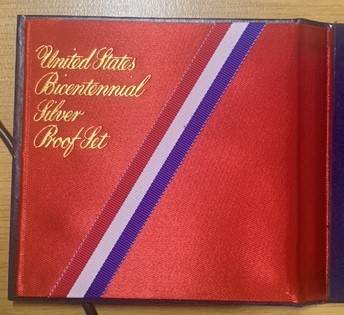 United States
Bicentennial
Silver
Proof Set